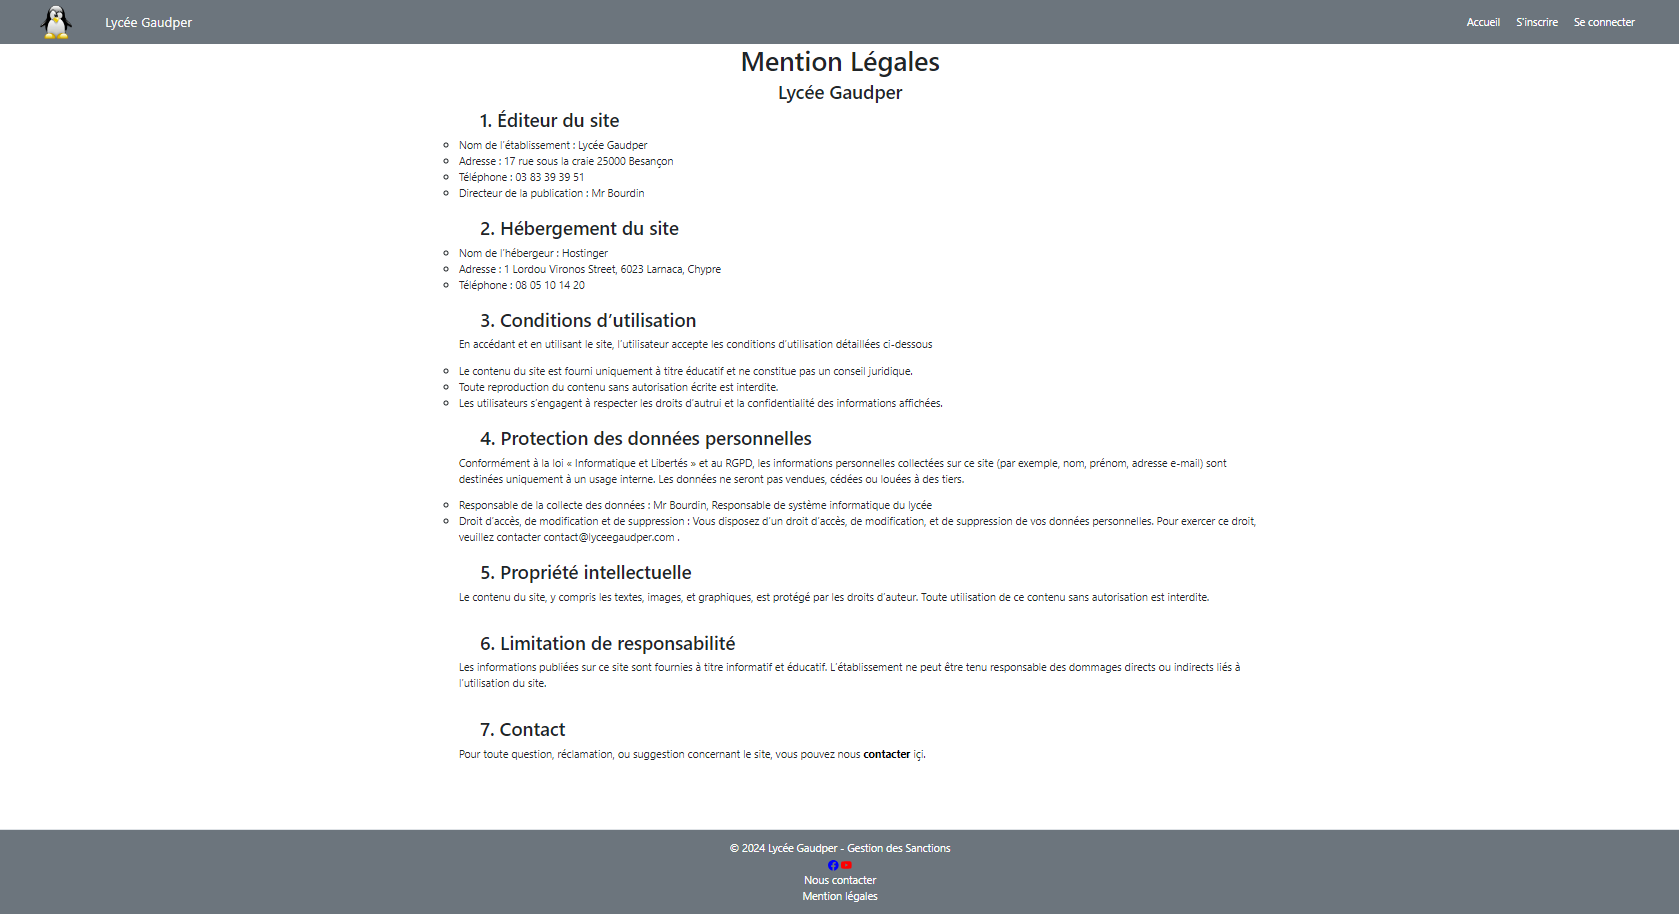 Lycée Gaudper
Accueil
S'inscrire
Se connecter
Mention Légales
Lycée Gaudper
1. Éditeur du site
Nom de l'établissement : Lycée Gaudper
Adresse : 17 rue sous la craie 25000 Besançon
Téléphone : 03 83 39 39 51
Directeur de la publication : Mr Bourdin
2. Hébergement du site
Nom de l'hébergeur : Hostinger
Adresse : 1 Lordou Vironos Street, 6023 Larnaca, Chypre
Téléphone : 08 05 10 14 20
3. Conditions d'utilisation
En accédant et en utilisant le site, l'utilisateur accepte les conditions d'utilisation détaillées ci-dessous
Le contenu du site est fourni uniquement à titre éducatif et ne constitue pas un conseil juridique.
Toute reproduction du contenu sans autorisation écrite est interdite.
Les utilisateurs s'engagent à respecter les droits d'autrui et la confidentialité des informations affichées.
4. Protection des données personnelles
Conformément à la loi « Informatique et Libertés » et au RGPD, les informations personnelles collectées sur ce site (par exemple, nom, prénom, adresse e-mail) sont
destinées uniquement à un usage interne. Les données ne seront pas vendues, cédées ou louées à des tiers.
Responsable de la collecte des données : Mr Bourdin, Responsable de système informatique du lycée
Droit d'accès, de modification et de suppression : Vous disposez d'un droit d'accès, de modification, et de suppression de vos données personnelles. Pour exercer ce droit,
veuillez contacter contact@lyceegaudper.com .
5. Propriété intellectuelle
Le contenu du site, y compris les textes, images, et graphiques, est protégé par les droits d'auteur. Toute utilisation de ce contenu sans autorisation est interdite.
6. Limitation de responsabilité
Les informations publiées sur ce site sont fournies à titre informatif et éducatif. L'établissement ne peut être tenu responsable des dommages directs ou indirects liés à
l'utilisation du site.
7. Contact
Pour toute question, réclamation, ou suggestion concernant le site, vous pouvez nous contacter içi.
© 2024 Lycée Gaudper - Gestion des Sanctions
Nous contacter
Mention légales